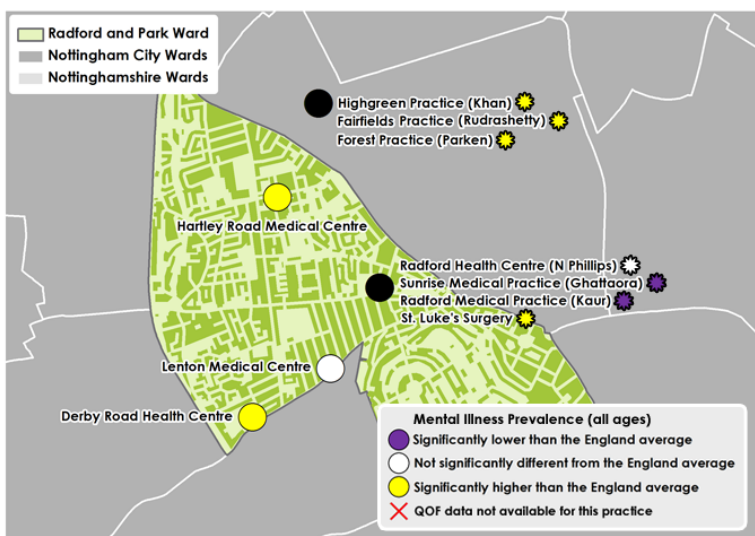 Radford and Park Ward
Nottingham City Wards
Nottinghamshire Wards
Highgreen Practice (Khan)
Fairfields Practice (Rudrashetty)
Forest Practice (Parken)
Hartley Road Medical Centre
Radford Health Centre (N Phillips)
Sunrise Medical Practice (Ghattaora)
Radford Medical Practice (Kaur)
St. Luke's Surgery
Lenton Medical Centre
Derby Road Health Centre
Mental Illness Prevalence (all ages)
Significantly lower than the England average
Not significantly different from the England average
Significantly higher than the England average
QOF data not available for this practice